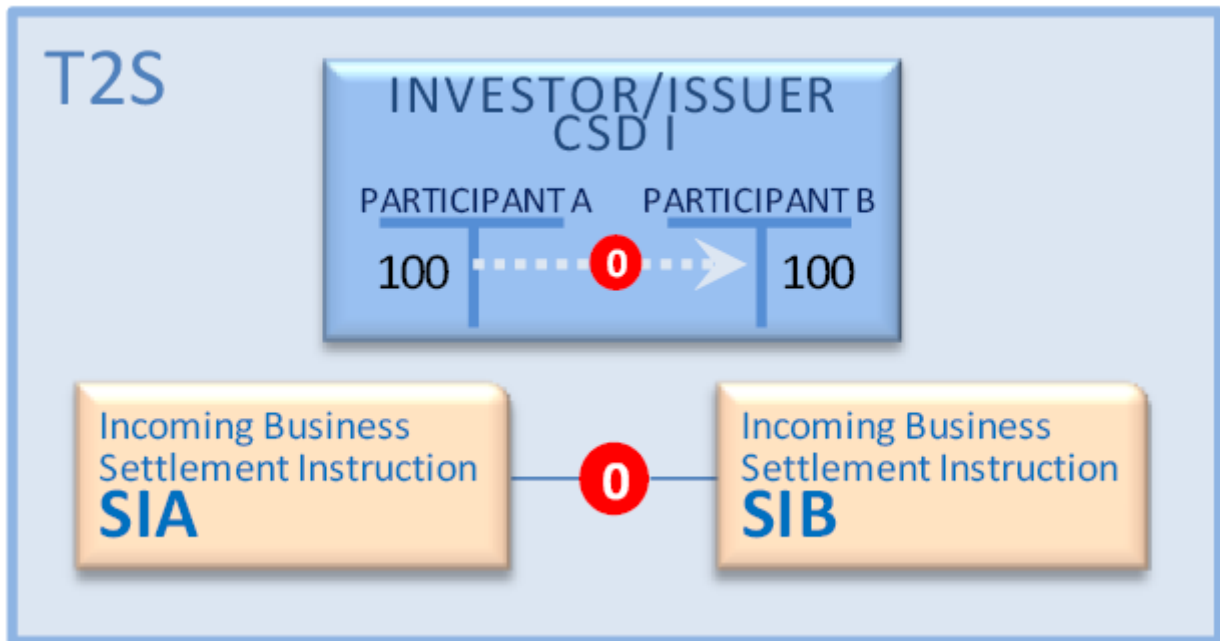 T2S
INVESTOR/ISSUER
CSD I
PARTICIPANT A
PARTICIPANT B
100
0
100
Incoming Business
Settlement Instruction
SIA
0
Incoming Business
Settlement Instruction
SIB